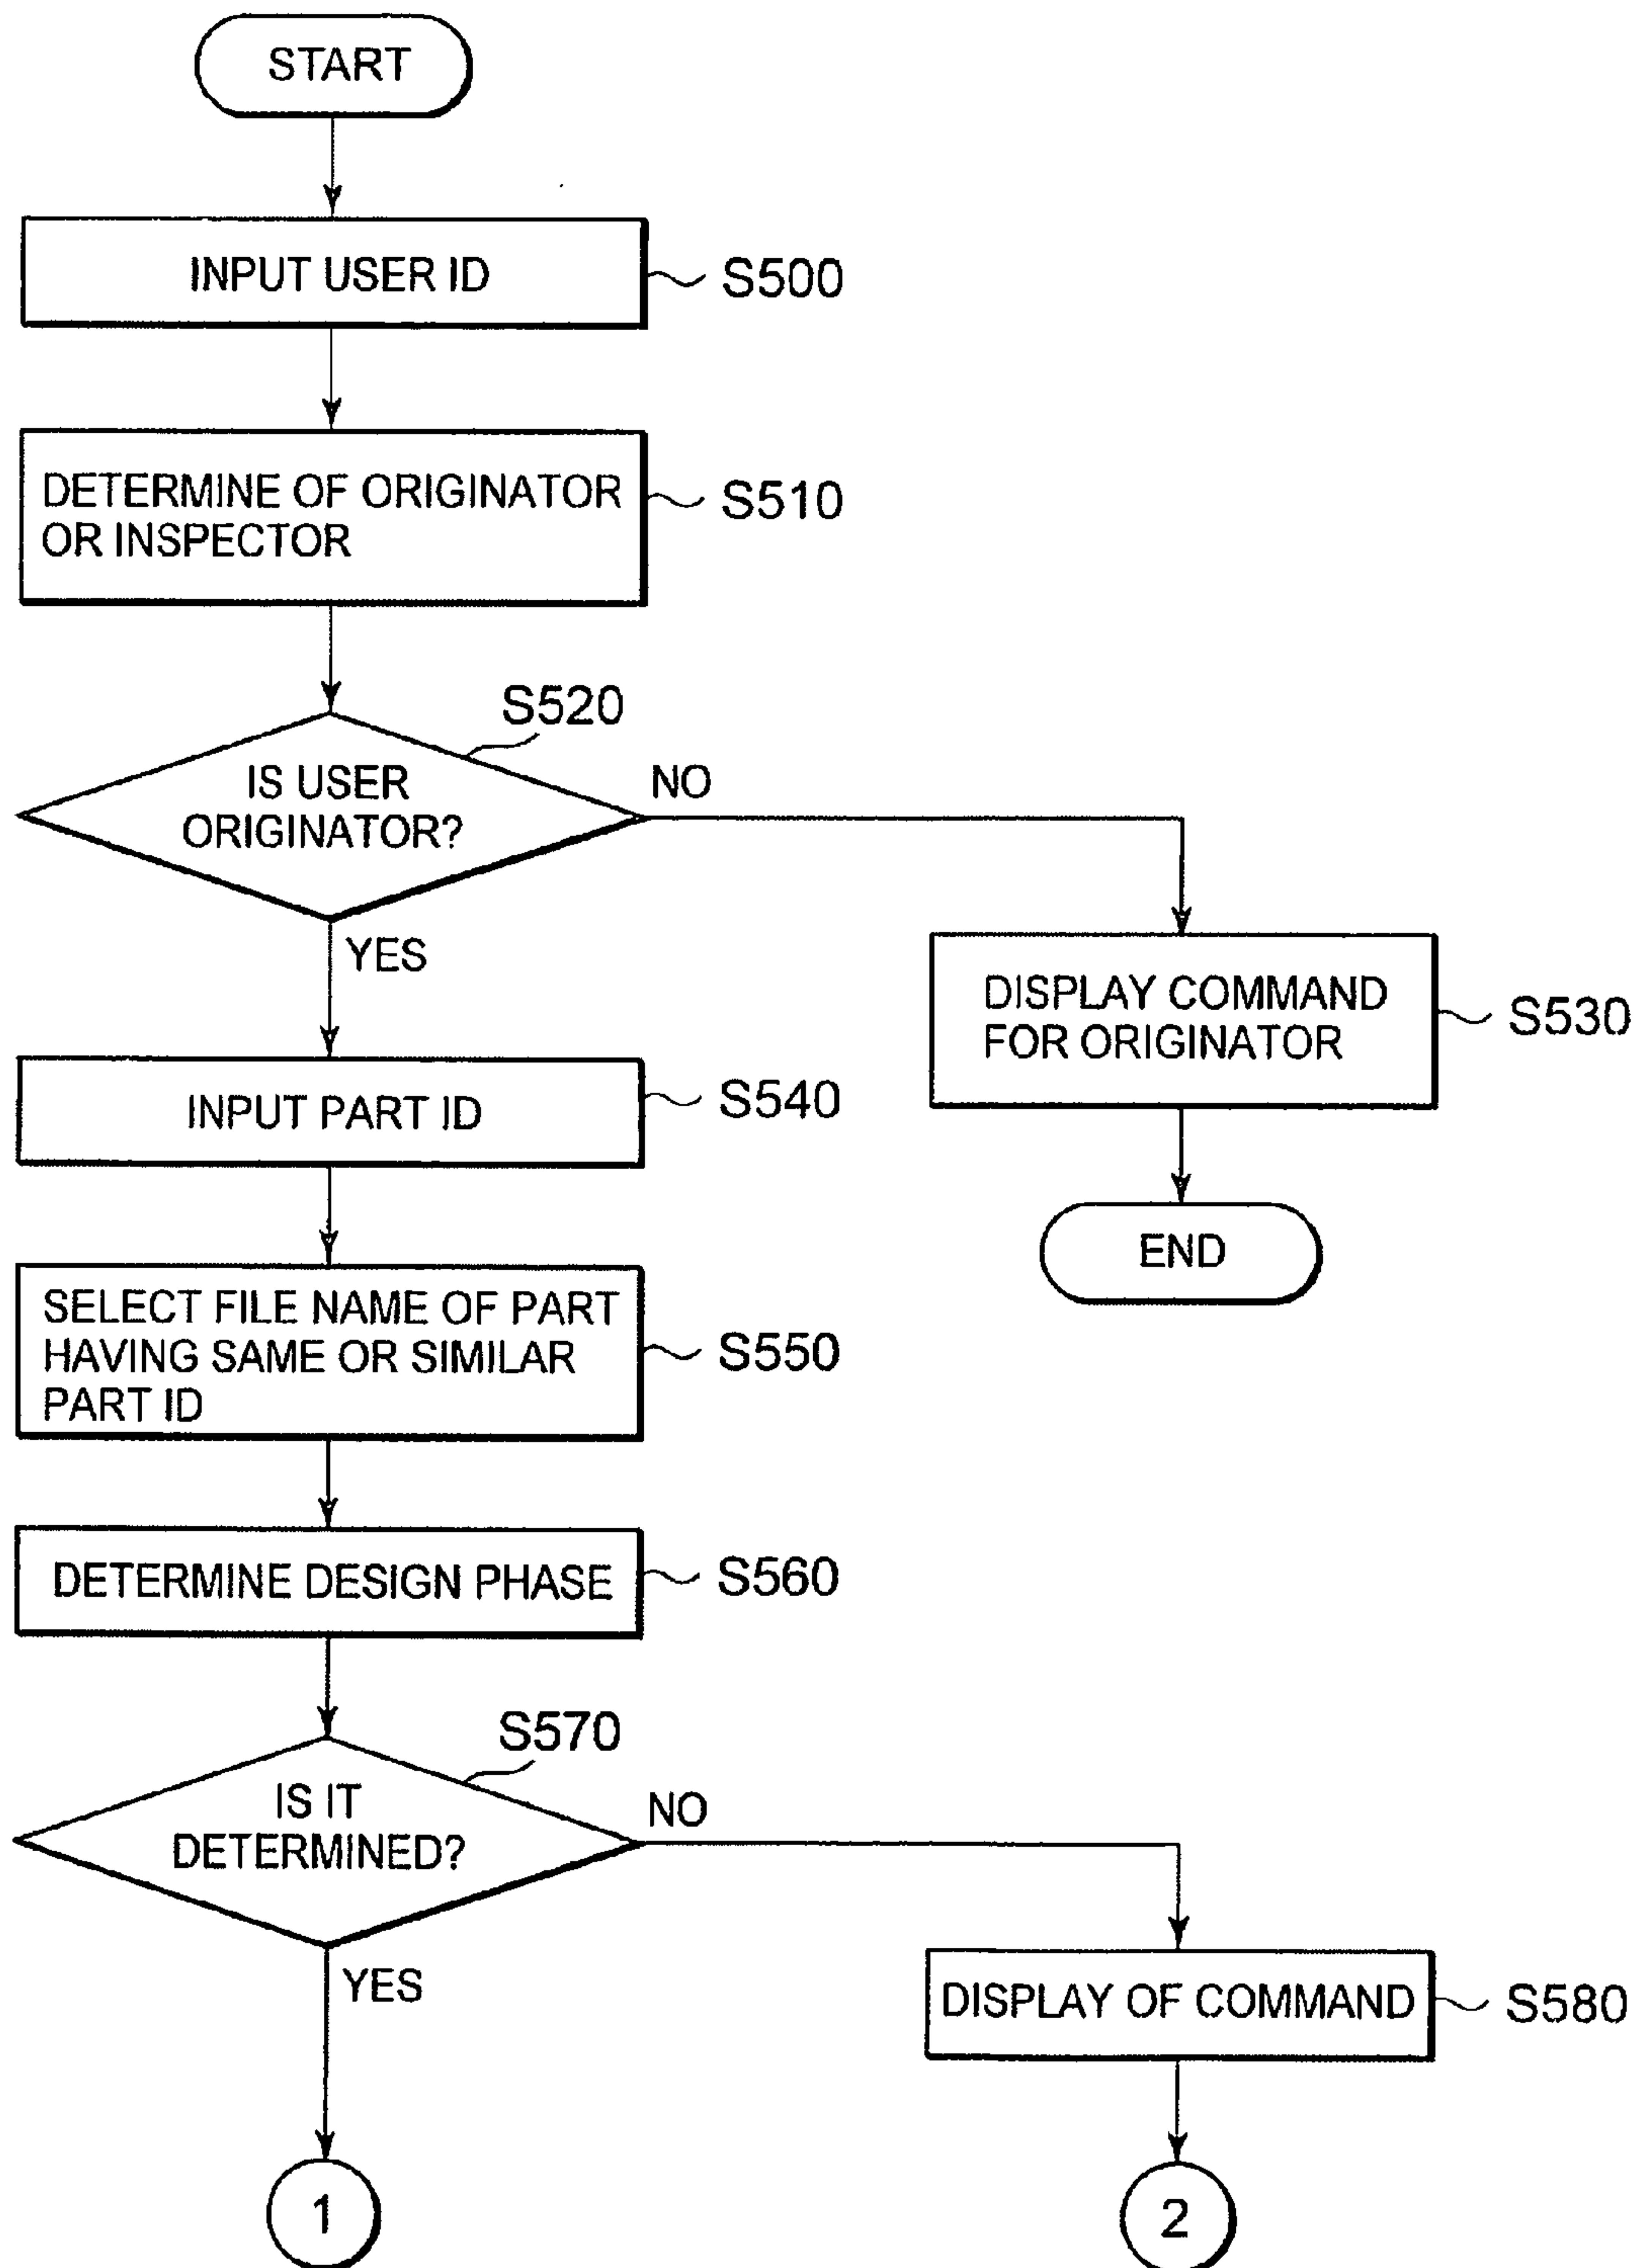 START
INPUT USER ID
S500
DETERMINE OF ORIGINATOR
OR INSPECTOR
S510
S520
IS USER
ORIGINATOR?
NO
YES
DISPLAY COMMAND
FOR ORIGINATOR
S530
INPUT PART ID
S540
END
SELECT FILE NAME OF PART
HAVING SAME OR SIMILAR
PART ID
S550
DETERMINE DESIGN PHASE
S560
S570
IS IT
DETERMINED?
NO
YES
DISPLAY OF COMMAND
S580
1
2